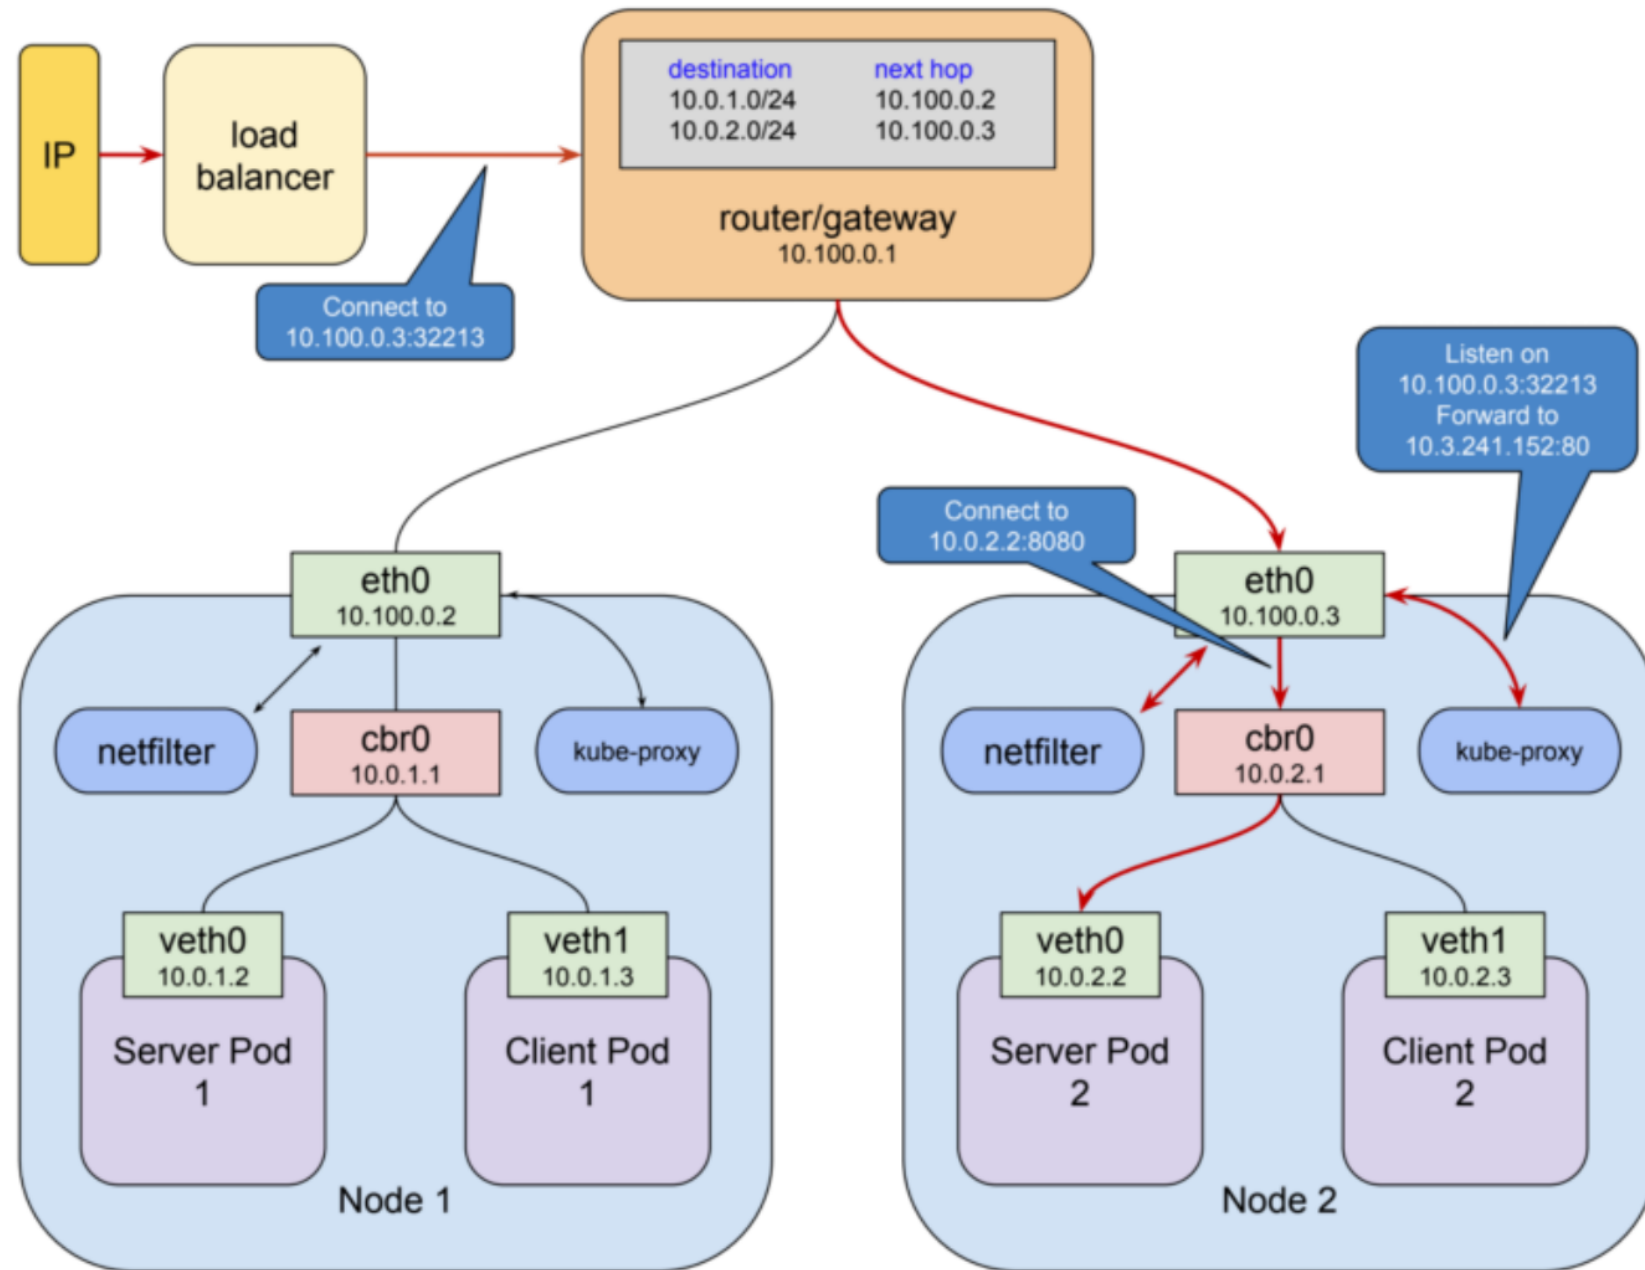 IP
load
balancer
destination next hop
10.0.1.0/24 10.100.0.2
10.0.2.0/24 10.100.0.3
router/gateway
10.100.0.1
Connect to
10.100.0.3:32213
Listen on
10.100.0.3:32213
Forward to
10.3.241.152:80
Connect to
10.0.2.2:8080
eth0
10.100.0.2
netfilter
cbr0
10.0.1.1
kube-proxy
veth0
10.0.1.2
Server Pod
1
veth1
10.0.1.3
Client Pod
1
Node 1
eth0
10.100.0.3
netfilter
cbr0
10.0.2.1
kube-proxy
veth0
10.0.2.2
Server Pod
2
veth1
10.0.2.3
Client Pod
2
Node 2